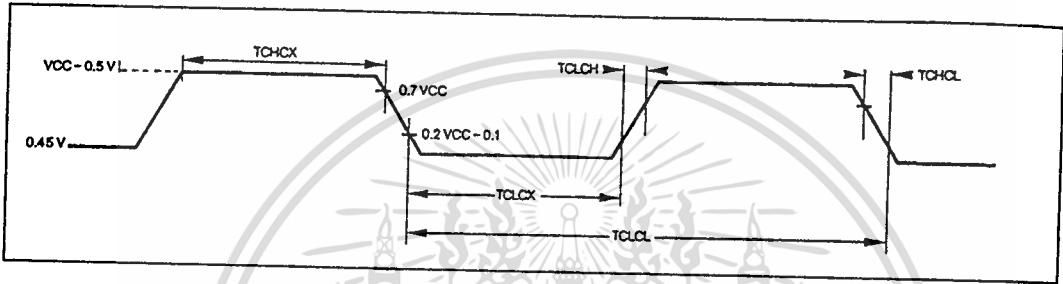 TCHCX
VCC-0.5 V
0.7 VCC
0.45 V
0.2 VCC-0.1
TCLCH
TCHCL
TCLCX
TCLCL